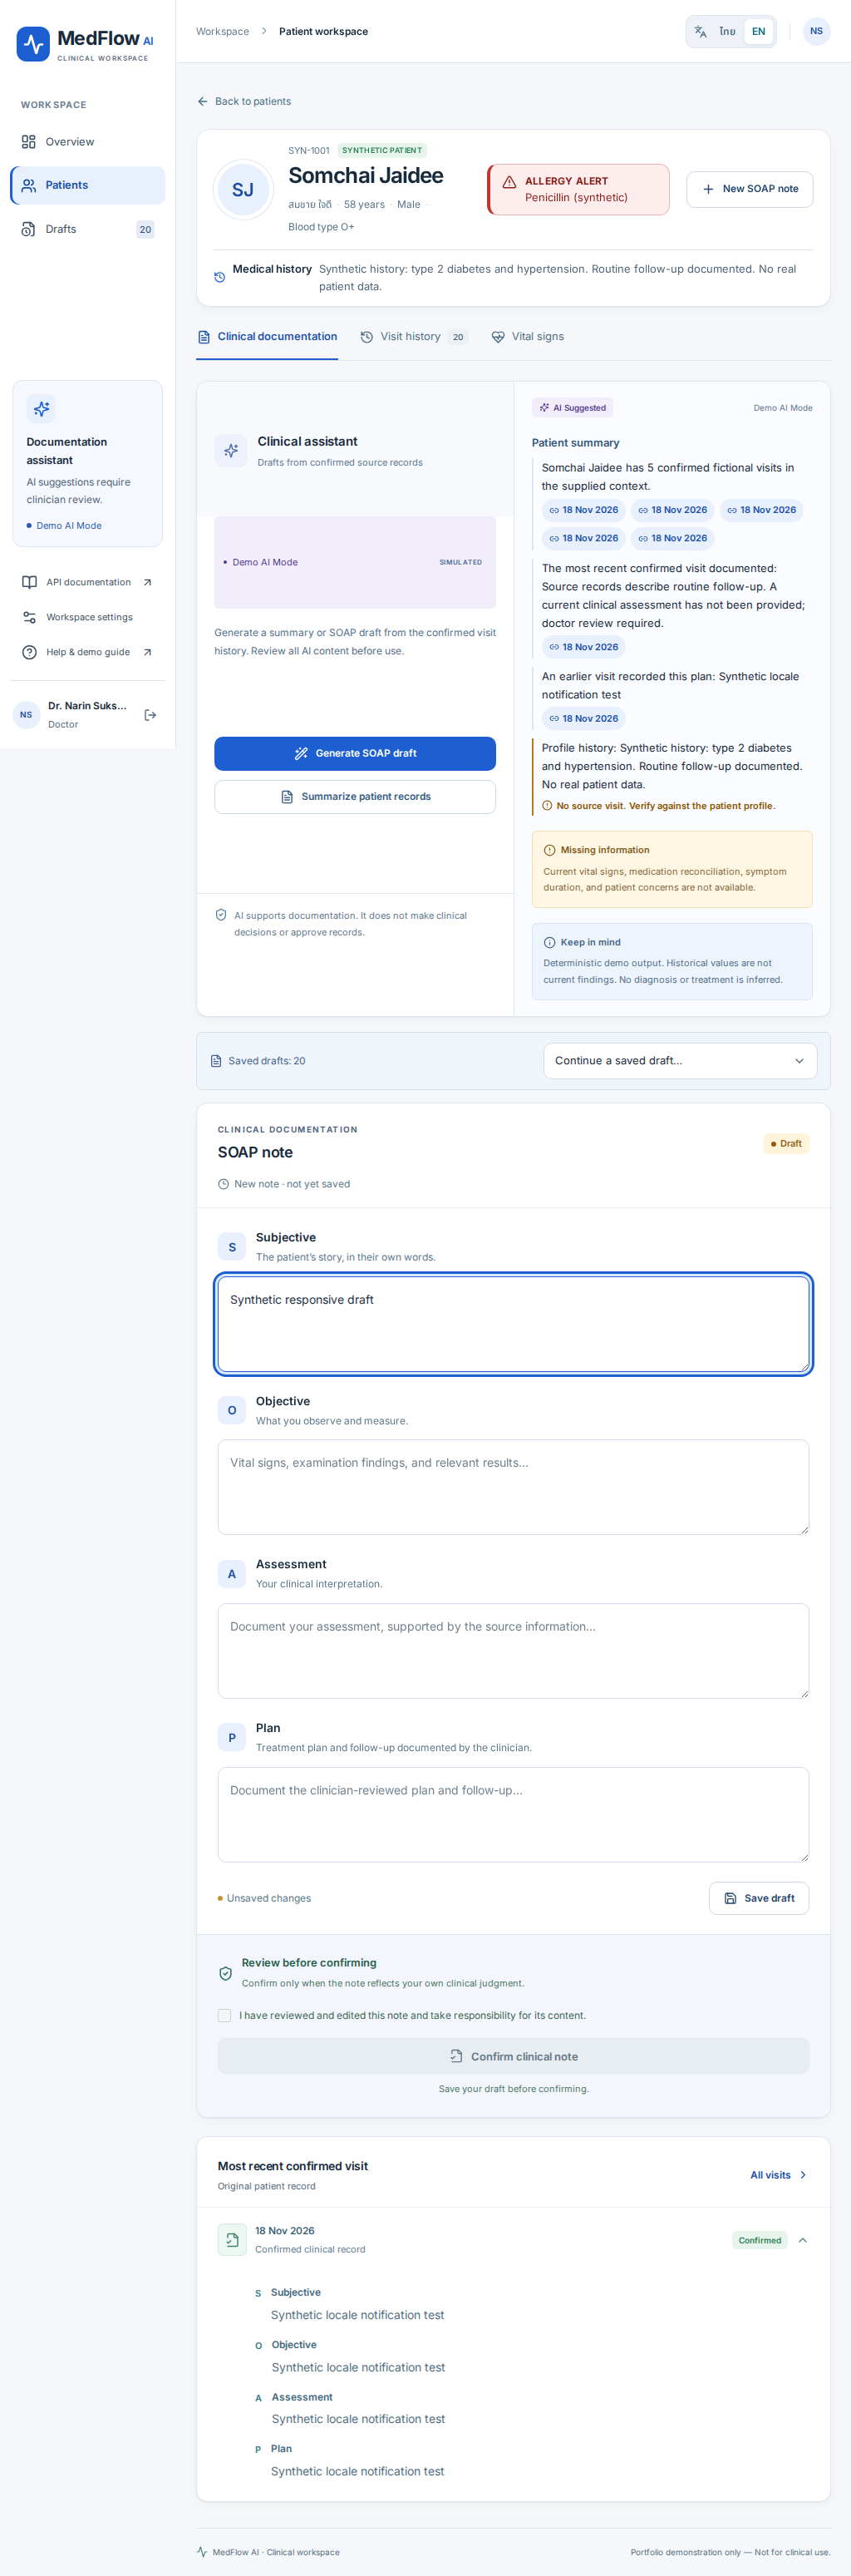 MedFlow AI
CLINICAL WORKSPACE
WORKSPACE
Overview
Patients
Drafts 20
Documentation
assistant
AI suggestions require
clinician review.
Demo AI Mode
API documentation
Workspace settings
Help & demo guide
NS Dr. Narin Suks...
Doctor
Workspace Patient workspace
ไทย EN NS
Back to patients
SJ
SYN-1001 SYNTHETIC PATIENT
Somchai Jaidee
สมชาย ใจดี · 58 years · Male ·
Blood type O+
ALLERGY ALERT
Penicillin (synthetic)
New SOAP note
Medical history Synthetic history: type 2 diabetes and hypertension. Routine follow-up documented. No real
patient data.
Clinical documentation Visit history 20 Vital signs
Clinical assistant
Drafts from confirmed source records
Demo AI Mode SIMULATED
Generate a summary or SOAP draft from the confirmed visit
history. Review all AI content before use.
Generate SOAP draft
Summarize patient records
AI supports documentation. It does not make clinical
decisions or approve records.
AI Suggested Demo AI Mode
Patient summary
Somchai Jaidee has 5 confirmed fictional visits in
the supplied context.
18 Nov 2026 18 Nov 2026 18 Nov 2026
18 Nov 2026 18 Nov 2026
The most recent confirmed visit documented:
Source records describe routine follow-up. A
current clinical assessment has not been provided;
doctor review required.
18 Nov 2026
An earlier visit recorded this plan: Synthetic locale
notification test
18 Nov 2026
Profile history: Synthetic history: type 2 diabetes
and hypertension. Routine follow-up documented.
No real patient data.
No source visit. Verify against the patient profile.
Missing information
Current vital signs, medication reconciliation, symptom
duration, and patient concerns are not available.
Keep in mind
Deterministic demo output. Historical values are not
current findings. No diagnosis or treatment is inferred.
Saved drafts: 20 Continue a saved draft...
CLINICAL DOCUMENTATION
SOAP note
Draft
New note · not yet saved
S Subjective
The patient's story, in their own words.
Synthetic responsive draft
O Objective
What you observe and measure.
Vital signs, examination findings, and relevant results...
A Assessment
Your clinical interpretation.
Document your assessment, supported by the source information...
P Plan
Treatment plan and follow-up documented by the clinician.
Document the clinician-reviewed plan and follow-up...
Unsaved changes Save draft
Review before confirming
Confirm only when the note reflects your own clinical judgment.
I have reviewed and edited this note and take responsibility for its content.
Confirm clinical note
Save your draft before confirming.
Most recent confirmed visit
Original patient record
All visits
18 Nov 2026
Confirmed clinical record
Confirmed
S Subjective
Synthetic locale notification test
O Objective
Synthetic locale notification test
A Assessment
Synthetic locale notification test
P Plan
Synthetic locale notification test
MedFlow AI · Clinical workspace Portfolio demonstration only — Not for clinical use.